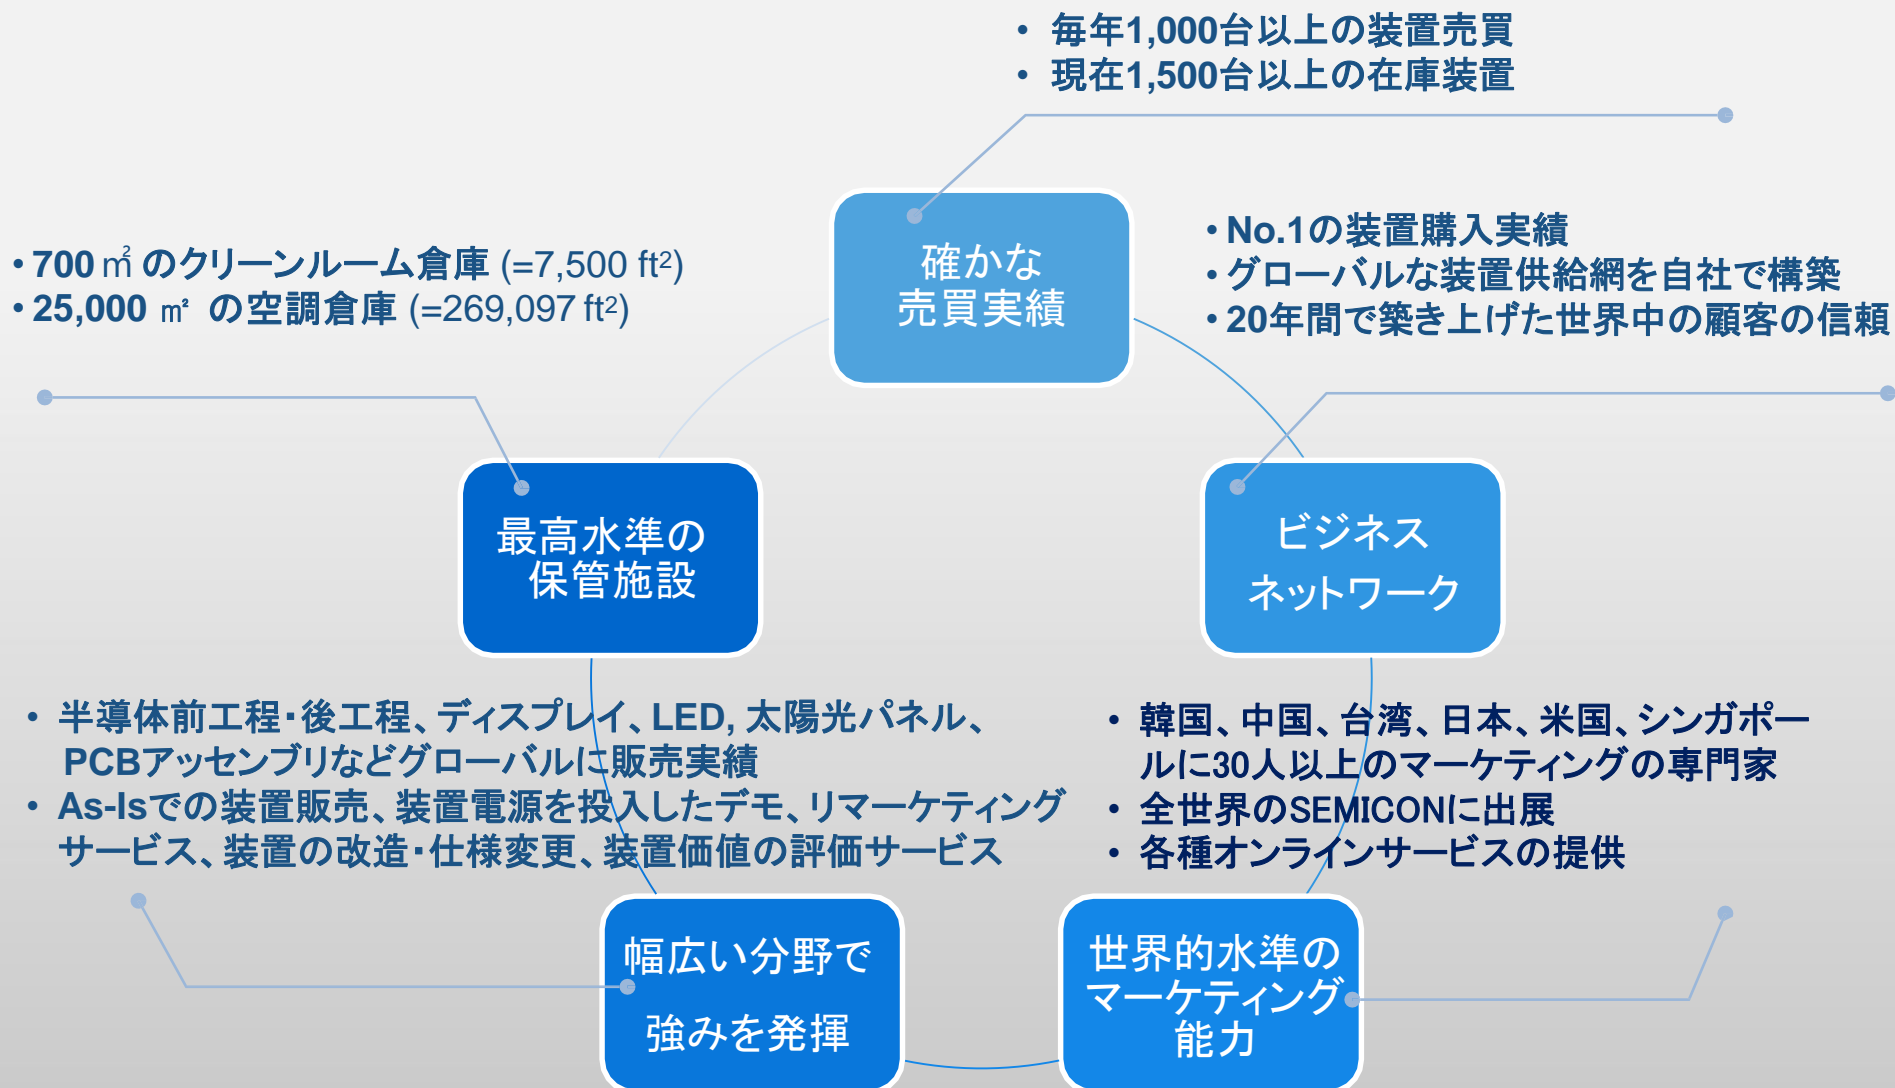 • 毎年1,000台以上の装置売買
• 現在1,500台以上の在庫装置
確かな
売買実績
• No.1の装置購入実績
• グローバルな装置供給網を自社で構築
• 20年間で築き上げた世界中の顧客の信頼
• 700㎡のクリーンルーム倉庫 (=7,500 ft²)
• 25,000 ㎡ の空調倉庫 (=269,097 ft²)
最高水準の
保管施設
ビジネス
ネットワーク
• 半導体前工程・後工程、ディスプレイ、LED, 太陽光パネル、
PCBアッセンブリなどグローバルに販売実績
• As-Isでの装置販売、装置電源を投入したデモ、リマーケティング
サービス、装置の改造・仕様変更、装置価値の評価サービス
• 韓国、中国、台湾、日本、米国、シンガポー
ルに30人以上のマーケティングの専門家
• 全世界のSEMICONに出展
• 各種オンラインサービスの提供
幅広い分野で
強みを発揮
世界的水準の
マーケティング
能力